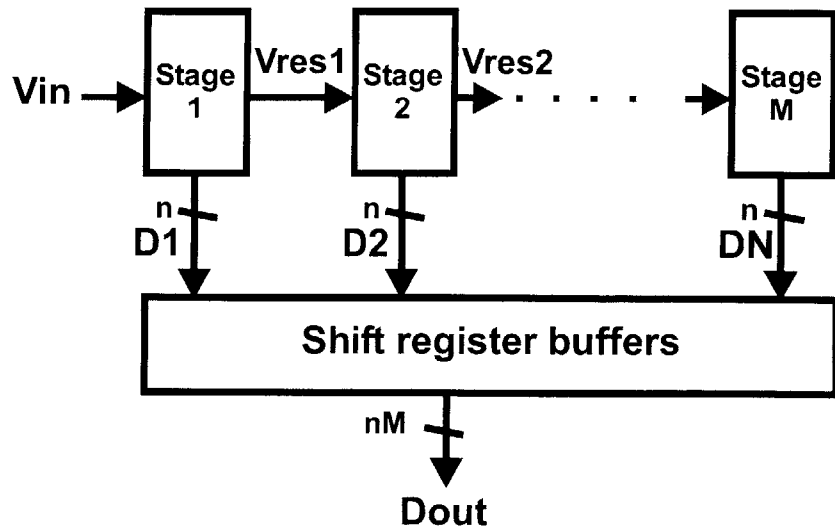 Vin
Stage
1
Vres1
Stage
2
Vres2
. . . .
Stage
M
n
D1
n
D2
n
DN
Shift register buffers
nM
Dout